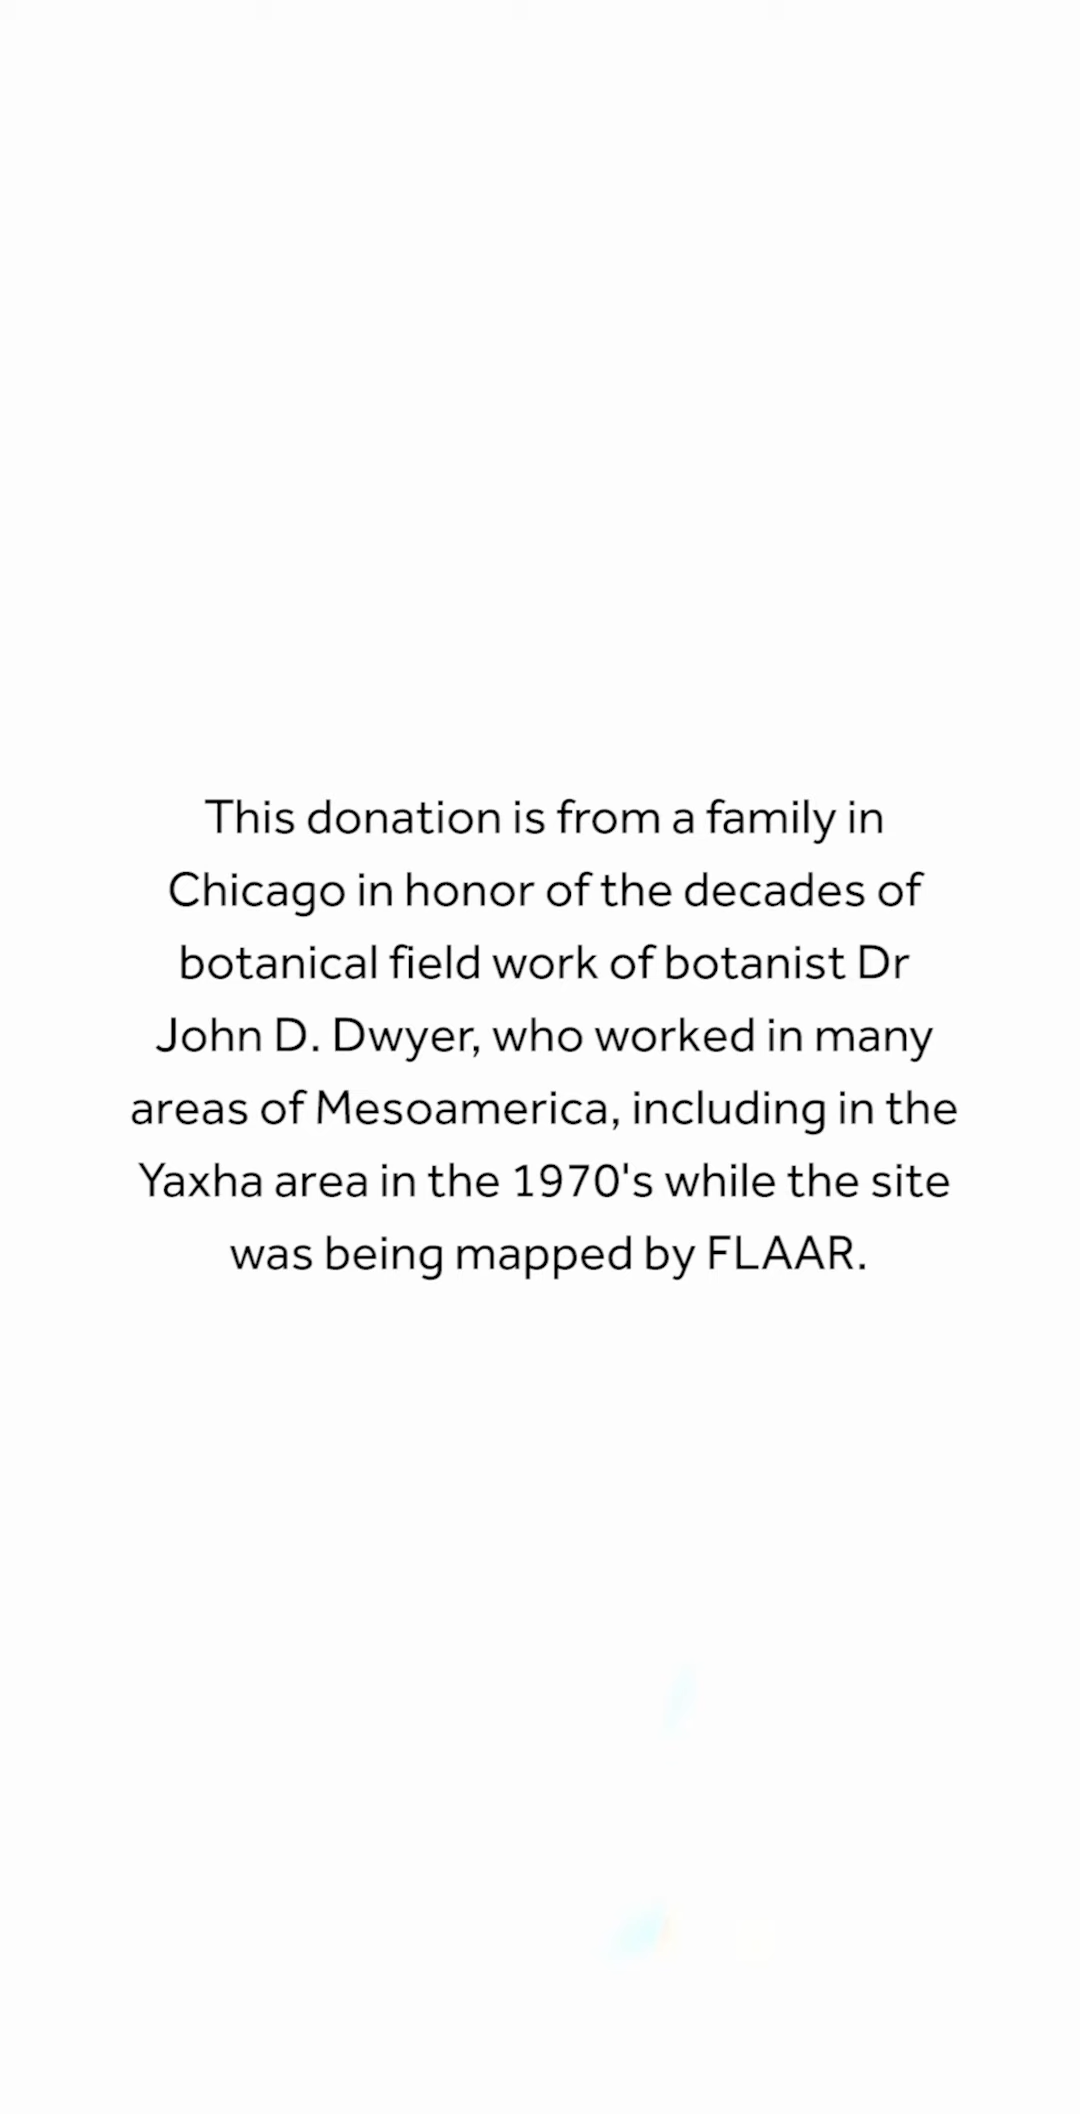 This donation is from a family in
Chicago in honor of the decades of
botanical field work of botanist Dr
John D. Dwyer, who worked in many
areas of Mesoamerica, including in the
Yaxha area in the 1970's while the site
was being mapped by FLAAR.